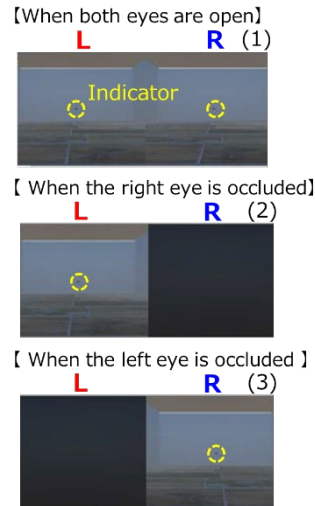 【When both eyes are open】
L R (1)
Indicator
【 When the right eye is occluded】
L R (2)
【 When the left eye is occluded 】
L R (3)